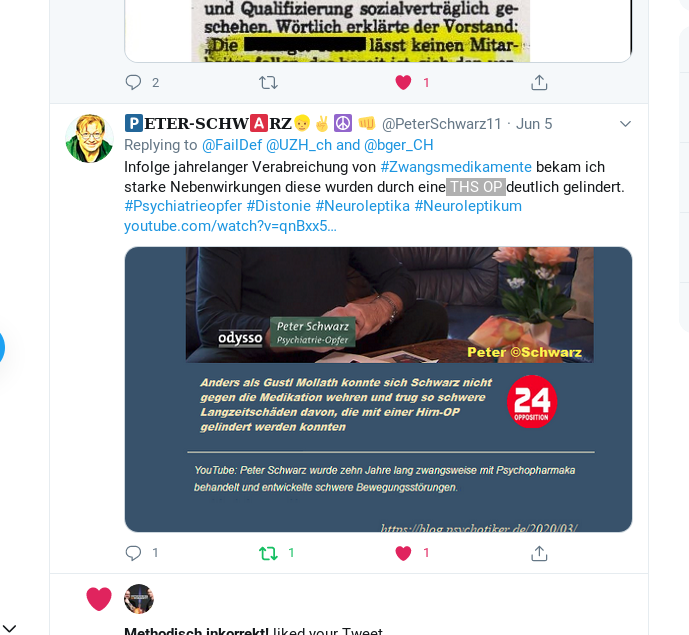 und Qualifizierung sozialverträglich ge-
schehen. Wörtlich erklärte der Vorstand:
„Die lässt keinen Mitar-
2
1
🅿ETER-SCHW🅰RZ👴✌☮👊 @PeterSchwarz11 · Jun 5
Replying to @FailDef @UZH_ch and @bger_CH
Infolge jahrelanger Verabreichung von #Zwangsmedikamente bekam ich
starke Nebenwirkungen diese wurden durch eine THS OP deutlich gelindert.
#Psychiatrieopfer #Distonie #Neuroleptika #Neuroleptikum
youtube.com/watch?v=qnBxx5…
odysso
Peter Schwarz
Psychiatrie-Opfer
Peter ©Schwarz
Anders als Gustl Mollath konnte sich Schwarz nicht
gegen die Medikation wehren und trug so schwere
Langzeitschäden davon, die mit einer Hirn-OP
gelindert werden konnten
24
OPPOSITION
YouTube: Peter Schwarz wurde zehn Jahre lang zwangsweise mit Psychopharmaka
behandelt und entwickelte schwere Bewegungsstörungen.
https://blog.psychotiker.de/2020/03/
1
1
1
Methodisch inkorrekt! liked your Tweet